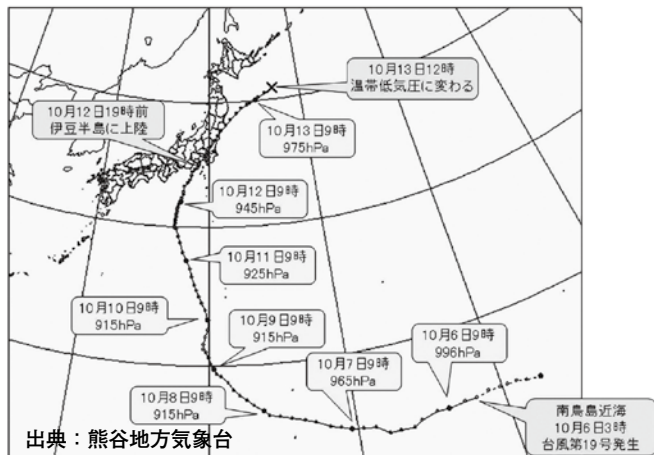 10月13日12時
温帯低気圧に変わる
10月12日19時前
伊豆半島に上陸
10月13日9時
975hPa
10月12日9時
945hPa
10月11日9時
925hPa
10月10日9時
915hPa
10月9日9時
915hPa
10月6日9時
996hPa
10月7日9時
965hPa
10月8日9時
915hPa
南鳥島近海
10月6日3時
台風第19号発生
出典：熊谷地方気象台